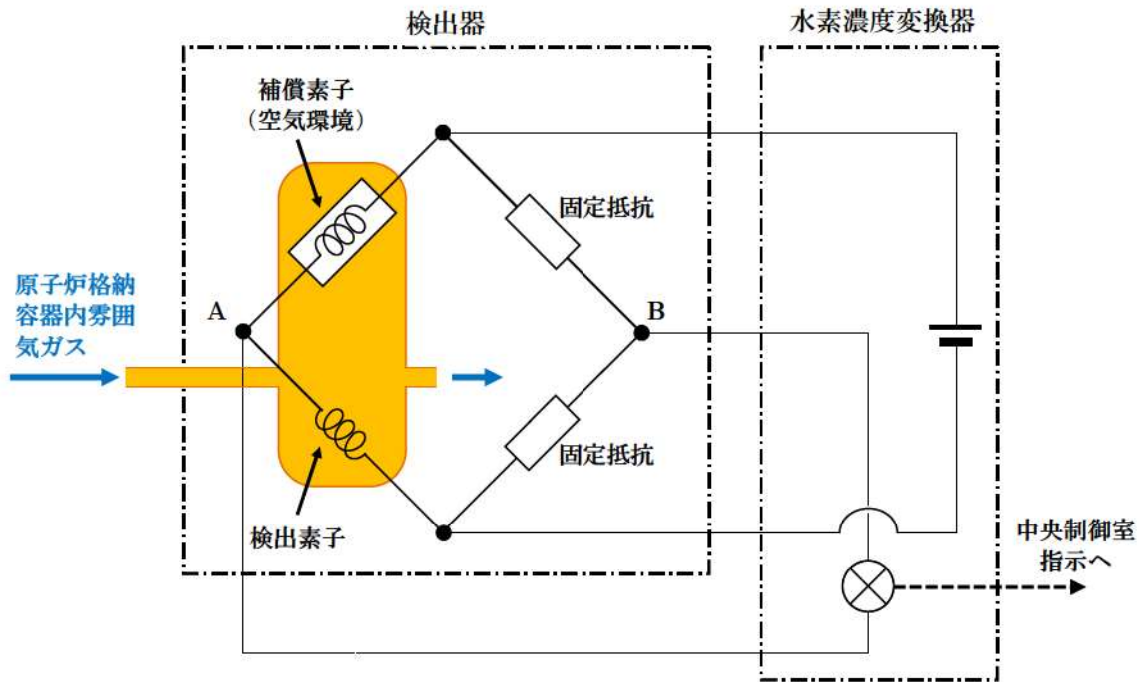 検出器
水素濃度変換器
補償素子
（空気環境）
固定抵抗
原子炉格納
容器内雰囲
気ガス
A
B
固定抵抗
検出素子
中央制御室
指示へ